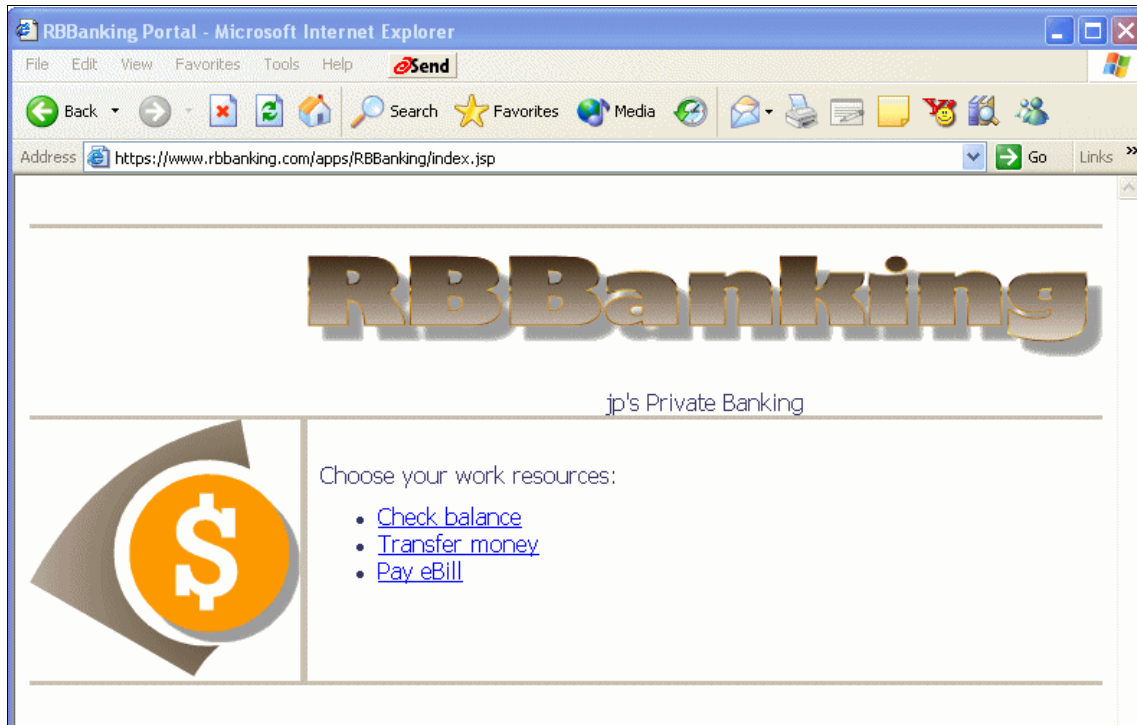 RBBanking Portal - Microsoft Internet Explorer
File Edit View Favorites Tools Help Send
Back Search Favorites Media
Address https://www.rbbanking.com/apps/RBBanking/index.jsp Go Links »
RBBanking
jp's Private Banking
Choose your work resources:
• Check balance
• Transfer money
• Pay eBill
$